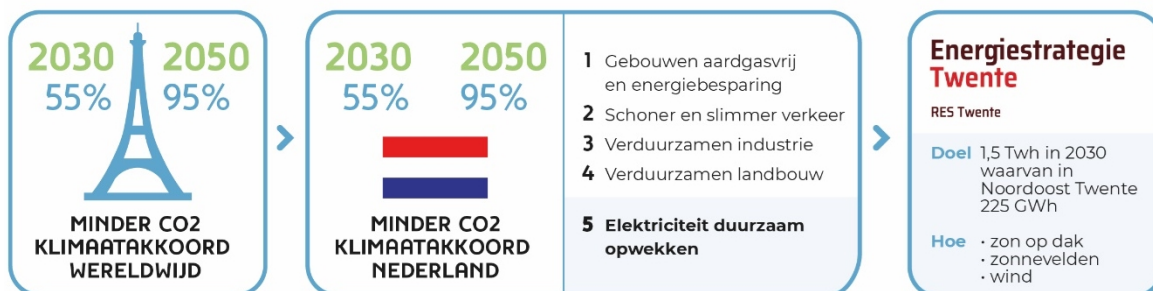 2030 2050
55% 95%
MINDER CO2
KLIMAATAKKOORD
WERELDWIJD
2030 2050
55% 95%
MINDER CO2
KLIMAATAKKOORD
NEDERLAND
1 Gebouwen aardgasvrij
en energiebesparing
2 Schoner en slimmer verkeer
3 Verduurzamen industrie
4 Verduurzamen landbouw
5 Elektriciteit duurzaam
opwekken
Energiestrategie
Twente
RES Twente
Doel 1,5 Twh in 2030
waarvan in
Noordoost Twente
225 GWh
Hoe • zon op dak
• zonnevelden
• wind